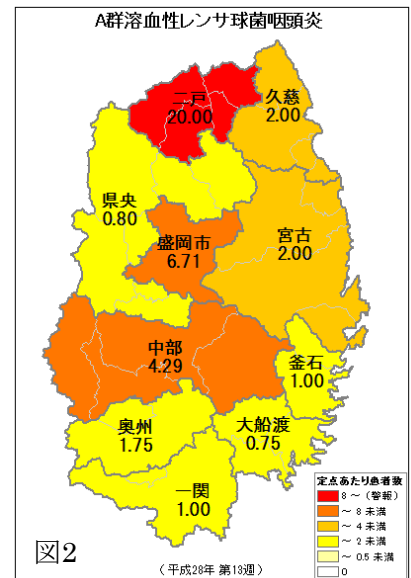 A群溶血性レンサ球菌咽頭炎
二戸
20.00
久慈
2.00
県央
0.80
盛岡市
6.71
宮古
2.00
中部
4.29
釜石
1.00
奥州
1.75
大船渡
0.75
一関
1.00
定点あたり患者数
8～（警報）
～8未満
～4未満
～2未満
～0.5未満
0
図2
（平成28年 第13週）